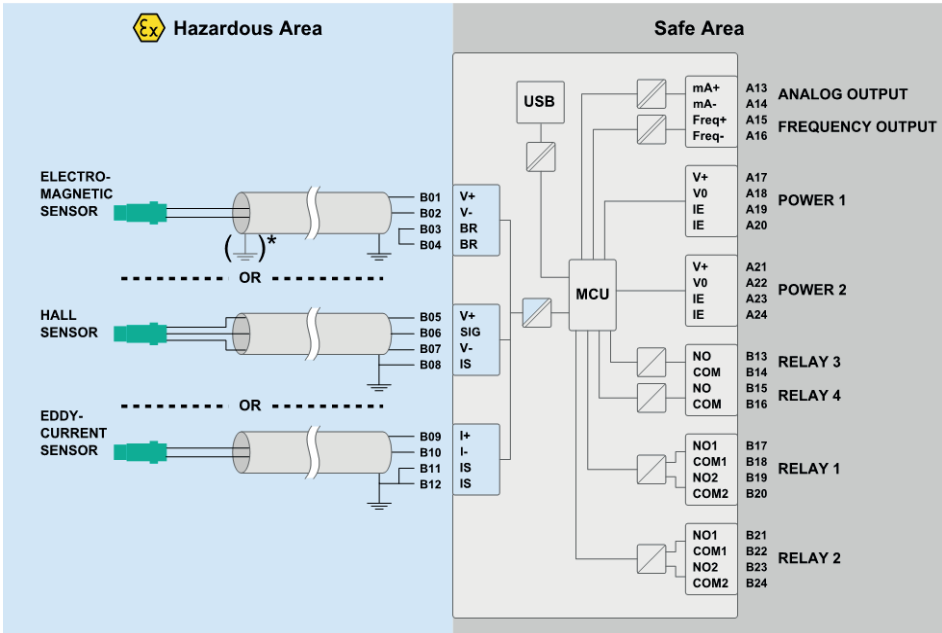 Ex Hazardous Area
Safe Area
USB
mA+ A13
mA- A14
ANALOG OUTPUT
Freq+ A15
Freq- A16
FREQUENCY OUTPUT
ELECTRO-
MAGNETIC
SENSOR
B01 V+
B02 V-
B03 BR
B04 BR
( )*
V+ A17
V0 A18
IE A19
IE A20
POWER 1
OR
MCU
V+ A21
V0 A22
IE A23
IE A24
POWER 2
HALL
SENSOR
B05 V+
B06 SIG
B07 V-
B08 IS
NO B13
COM B14
RELAY 3
NO B15
COM B16
RELAY 4
OR
EDDY-
CURRENT
SENSOR
B09 I+
B10 I-
B11 IS
B12 IS
NO1 B17
COM1 B18
NO2 B19
COM2 B20
RELAY 1
NO1 B21
COM1 B22
NO2 B23
COM2 B24
RELAY 2